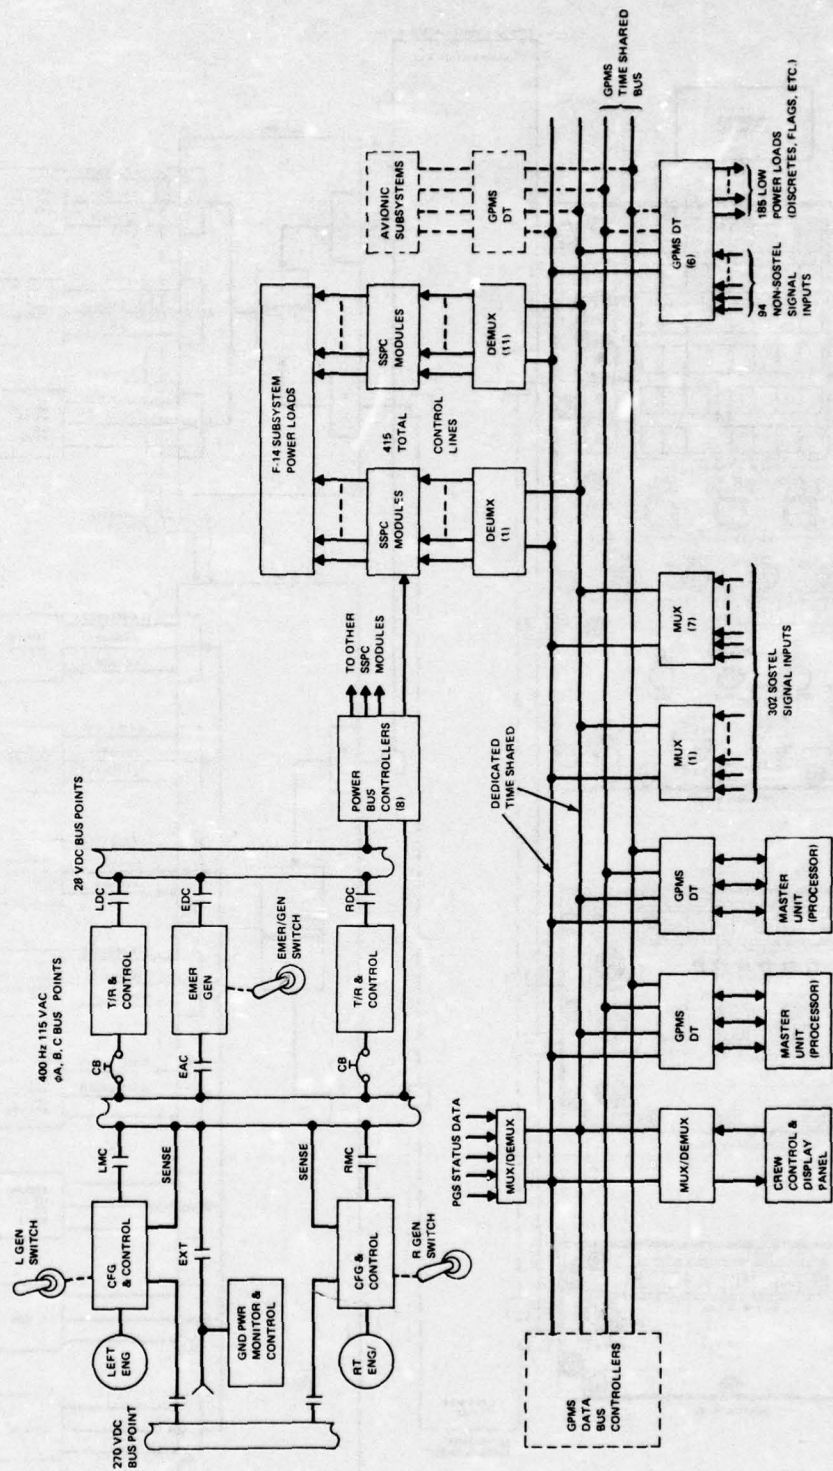 L GEN
SWITCH
LEFT
ENG
CFG
& CONTROL
LMC
SENSE
270 VDC
BUS POINT
EXT
GND PWR
MONITOR &
CONTROL
RT
ENG/
CFG &
CONTROL
SENSE
RMC
R GEN
SWITCH
400 Hz 115 VAC
φA, B, C BUS POINTS
CB
T/R &
CONTROL
LDC
28 VDC BUS POINTS
EAC
EMER
GEN
EDC
EMER/GEN
SWITCH
CB
T/R &
CONTROL
RDC
POWER
BUS
CONTROLLERS
(8)
TO OTHER
SSPC
MODULES
F-14 SUBSYSTEM
POWER LOADS
SSPC
MODULES
415
TOTAL
CONTROL
LINES
SSPC
MODULES
DEUMX
(1)
DEMUX
(11)
AVIONIC
SUBSYSTEMS
GPMS
DT
GPMS
TIME SHARED
BUS
DEDICATED
TIME SHARED
PGS STATUS DATA
MUX/DEMUX
GPMS
DATA
BUS
CONTROLLERS
MUX/DEMUX
CREW
CONTROL &
DISPLAY
PANEL
GPMS
DT
MASTER
UNIT
(PROCESSOR)
GPMS
DT
MASTER
UNIT
(PROCESSOR)
MUX
(1)
MUX
(7)
302 SOSTEL
SIGNAL INPUTS
GPMS DT
(6)
94
NON-SOSTEL
SIGNAL
INPUTS
185 LOW
POWER LOADS
(DISCRETES, FLAGS, ETC.)